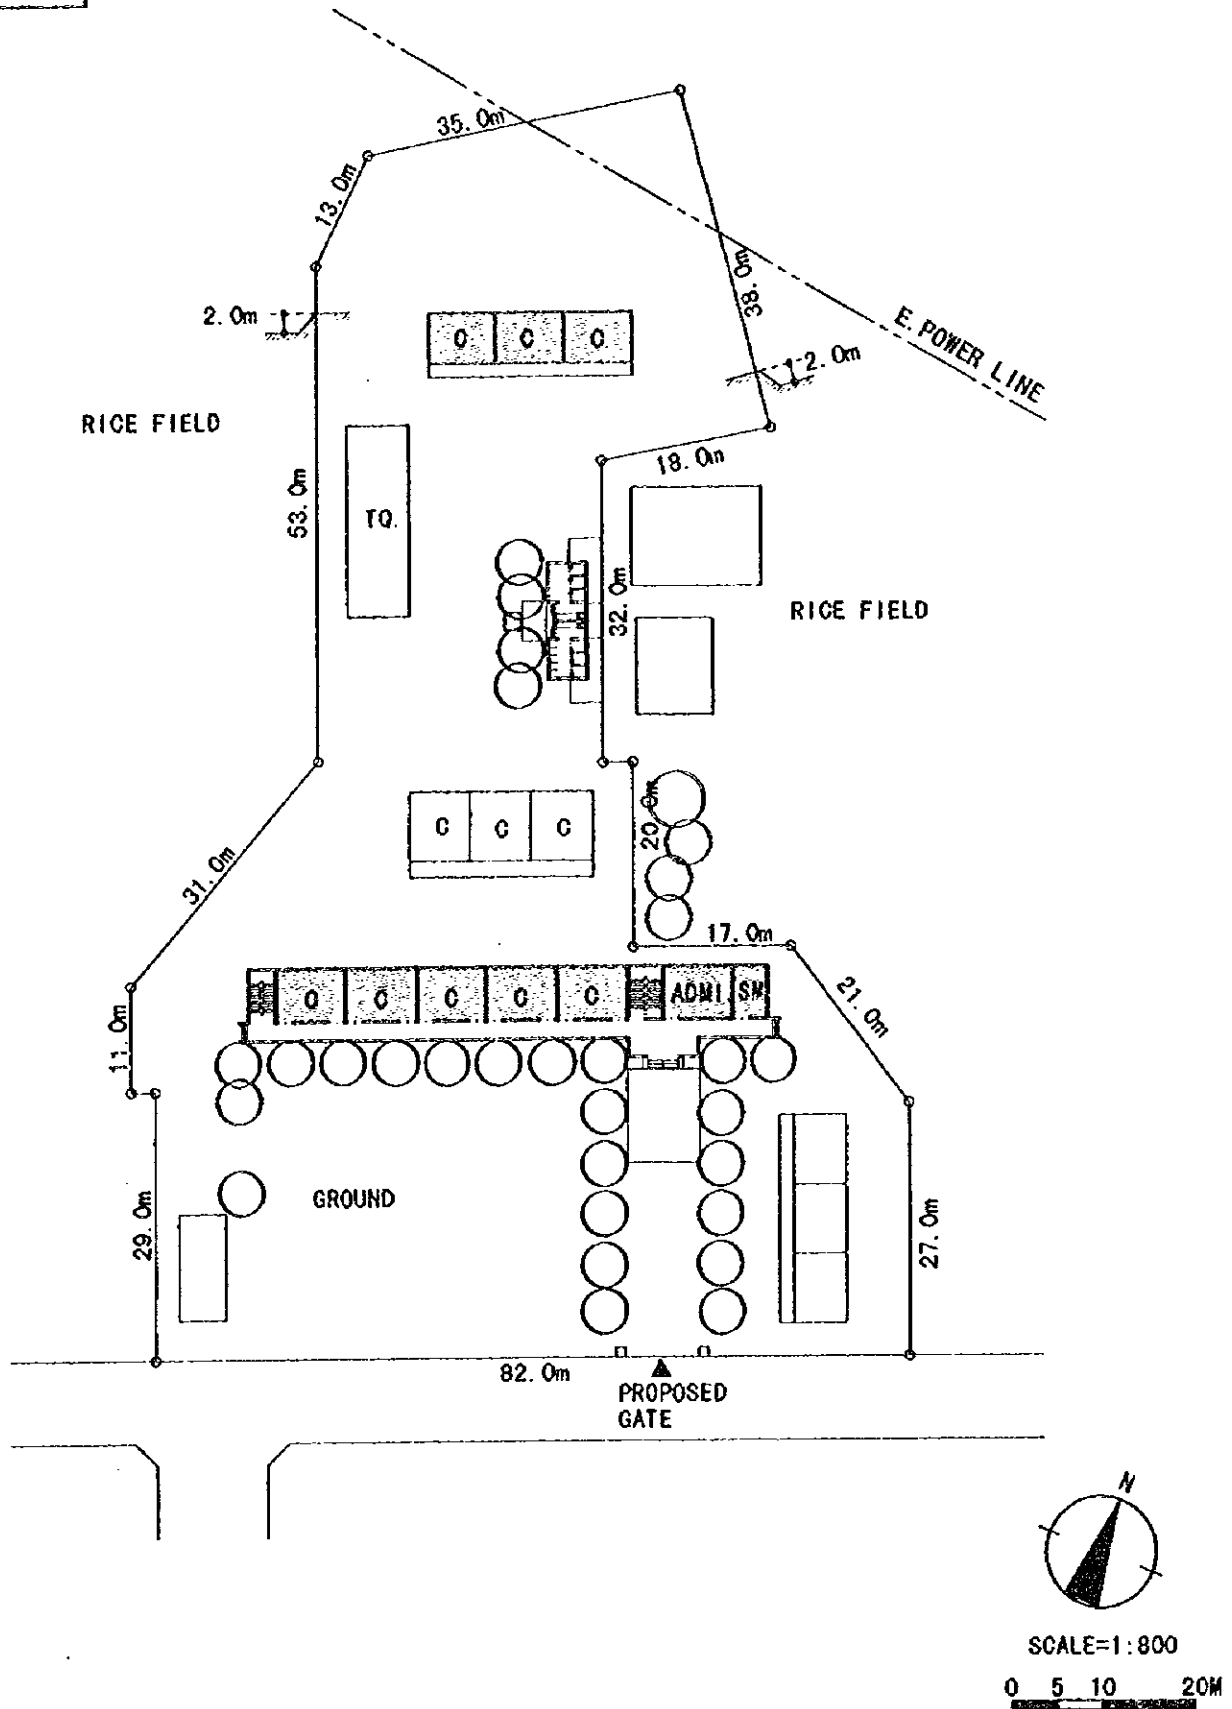 35.0m
13.0m
2.0m
38.0m
E. POWER LINE
C C C
2.0m
RICE FIELD
18.0m
53.0m
TQ.
32.0m
RICE FIELD
20.0m
C C C
31.0m
17.0m
C C C C C ADMI SM
21.0m
11.0m
GROUND
29.0m
27.0m
82.0m
PROPOSED
GATE
N
SCALE=1:800
0 5 10 20M